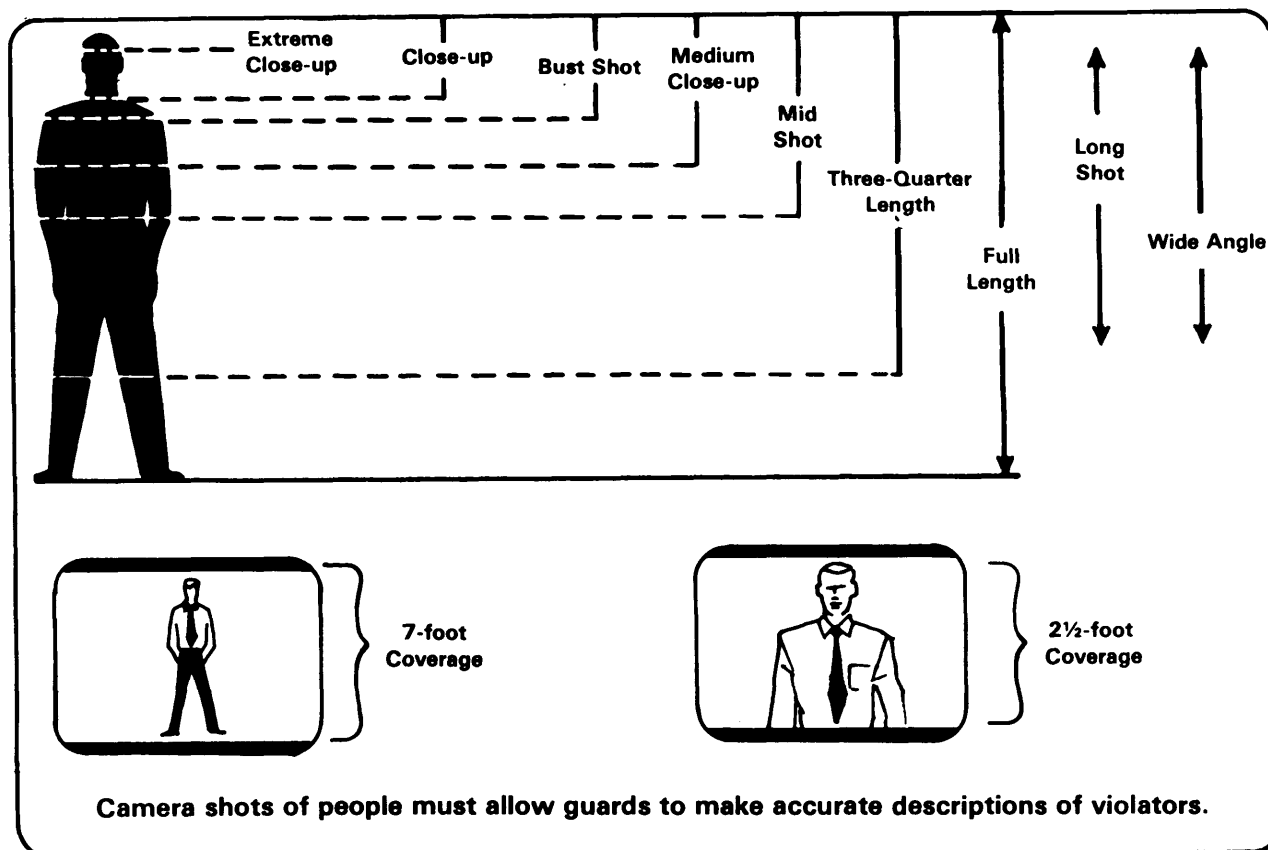 Extreme
Close-up
Close-up
Bust Shot
Medium
Close-up
Mid
Shot
Three-Quarter
Length
Full
Length
Long
Shot
Wide Angle
7-foot
Coverage
2½-foot
Coverage
Camera shots of people must allow guards to make accurate descriptions of violators.